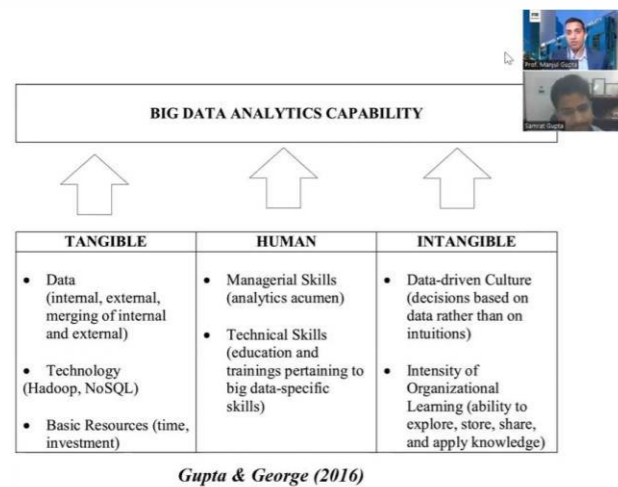 Prof. Manjul Gupta
Samrat Gupta
BIG DATA ANALYTICS CAPABILITY
TANGIBLE
• Data
(internal, external,
merging of internal
and external)
• Technology
(Hadoop, NoSQL)
• Basic Resources (time,
investment)
HUMAN
• Managerial Skills
(analytics acumen)
• Technical Skills
(education and
trainings pertaining to
big data-specific
skills)
INTANGIBLE
• Data-driven Culture
(decisions based on
data rather than on
intuitions)
• Intensity of
Organizational
Learning (ability to
explore, store, share,
and apply knowledge)
Gupta & George (2016)